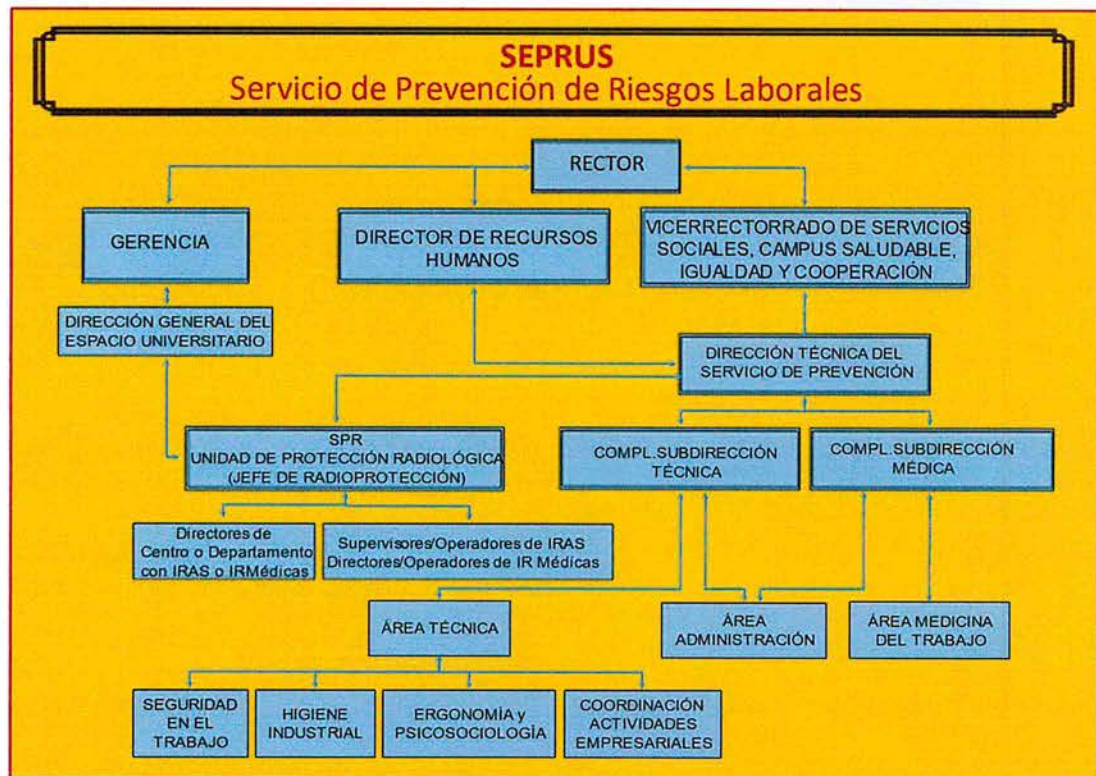 SEPRUS
Servicio de Prevención de Riesgos Laborales
RECTOR
GERENCIA
DIRECTOR DE RECURSOS
HUMANOS
VICERRECTORRADO DE SERVICIOS
SOCIALES, CAMPUS SALUDABLE,
IGUALDAD Y COOPERACIÓN
DIRECCIÓN GENERAL DEL
ESPACIO UNIVERSITARIO
DIRECCIÓN TÉCNICA DEL
SERVICIO DE PREVENCIÓN
SPR
UNIDAD DE PROTECCIÓN RADIOLÓGICA
(JEFE DE RADIOPROTECCIÓN)
COMPL.SUBDIRECCIÓN
TÉCNICA
COMPL.SUBDIRECCIÓN
MÉDICA
Directores de
Centro o Departamento
con IRAS o IRMédicas
Supervisores/Operadores de IRAS
Directores/Operadores de IR Médicas
ÁREA TÉCNICA
ÁREA
ADMINISTRACIÓN
ÁREA MEDICINA
DEL TRABAJO
SEGURIDAD
EN EL
TRABAJO
HIGIENE
INDUSTRIAL
ERGONOMÍA y
PSICOSOCIOLOGÍA
COORDINACIÓN
ACTIVIDADES
EMPRESARIALES